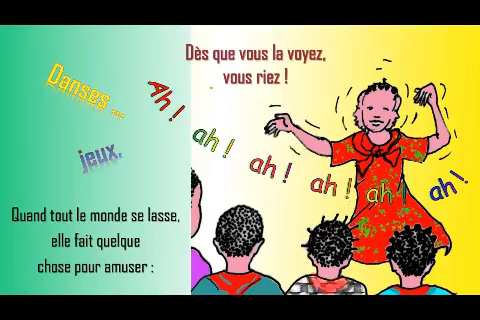 Danses ...
jeux.
Quand tout le monde se lasse,
elle fait quelque
chose pour amuser :
Dès que vous la voyez,
vous riez !
Ah !
ah !
ah !
ah !
ah !
ah !